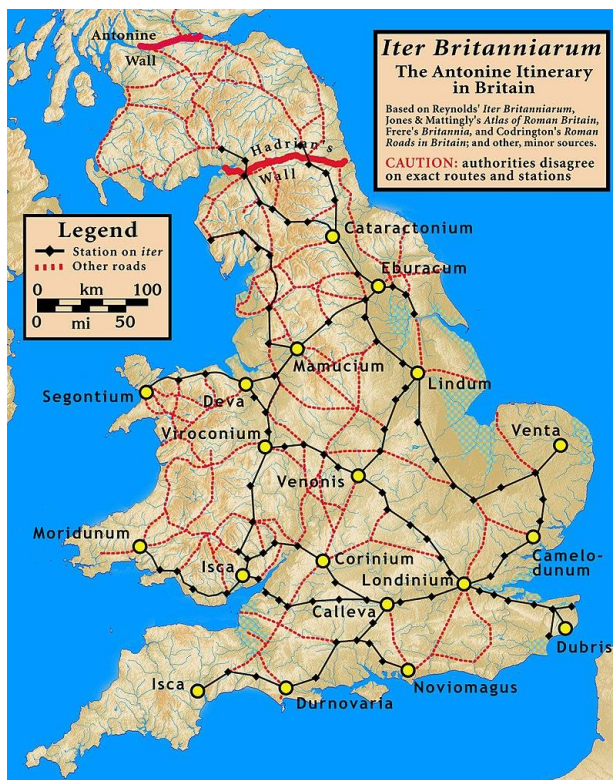 Antonine
Wall
Iter Britanniarum
The Antonine Itinerary
in Britain
Based on Reynolds' Iter Britanniarum,
Jones & Mattingly's Atlas of Roman Britain,
Frere's Britannia, and Codrington's Roman
Roads in Britain; and other, minor sources.
CAUTION: authorities disagree
on exact routes and stations
Hadrian's
Wall
Legend
Station on iter
Other roads
0 km 100
0 mi 50
Cataractonium
Eburacum
Mamucium
Segontium
Deva
Lindum
Viroconium
Venta
Venonis
Moridunum
Isca
Corinium
Londinium
Camelo-
dunum
Calleva
Dubris
Isca
Durnovaria
Noviomagus